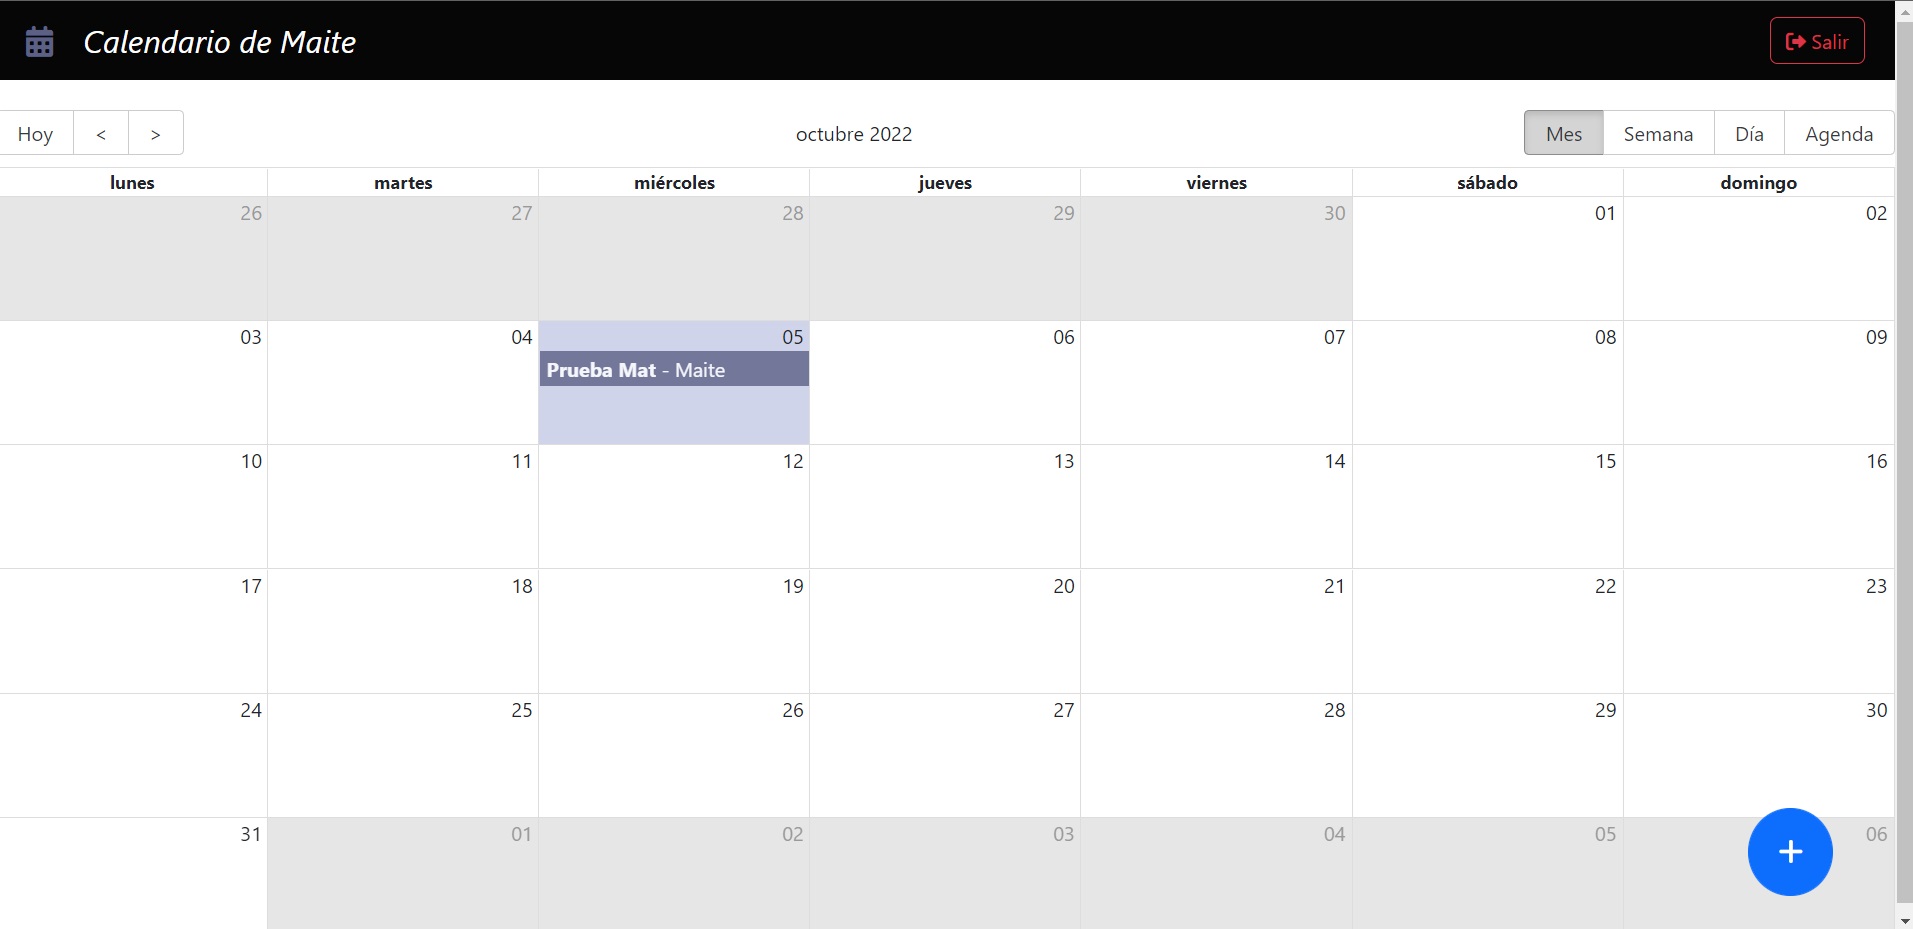 Calendario de Maite
Salir
Hoy < > octubre 2022 Mes Semana Día Agenda
lunes martes miércoles jueves viernes sábado domingo
26 27 28 29 30 01 02
03 04 05 06 07 08 09
Prueba Mat - Maite
10 11 12 13 14 15 16
17 18 19 20 21 22 23
24 25 26 27 28 29 30
31 01 02 03 04 05 06
+